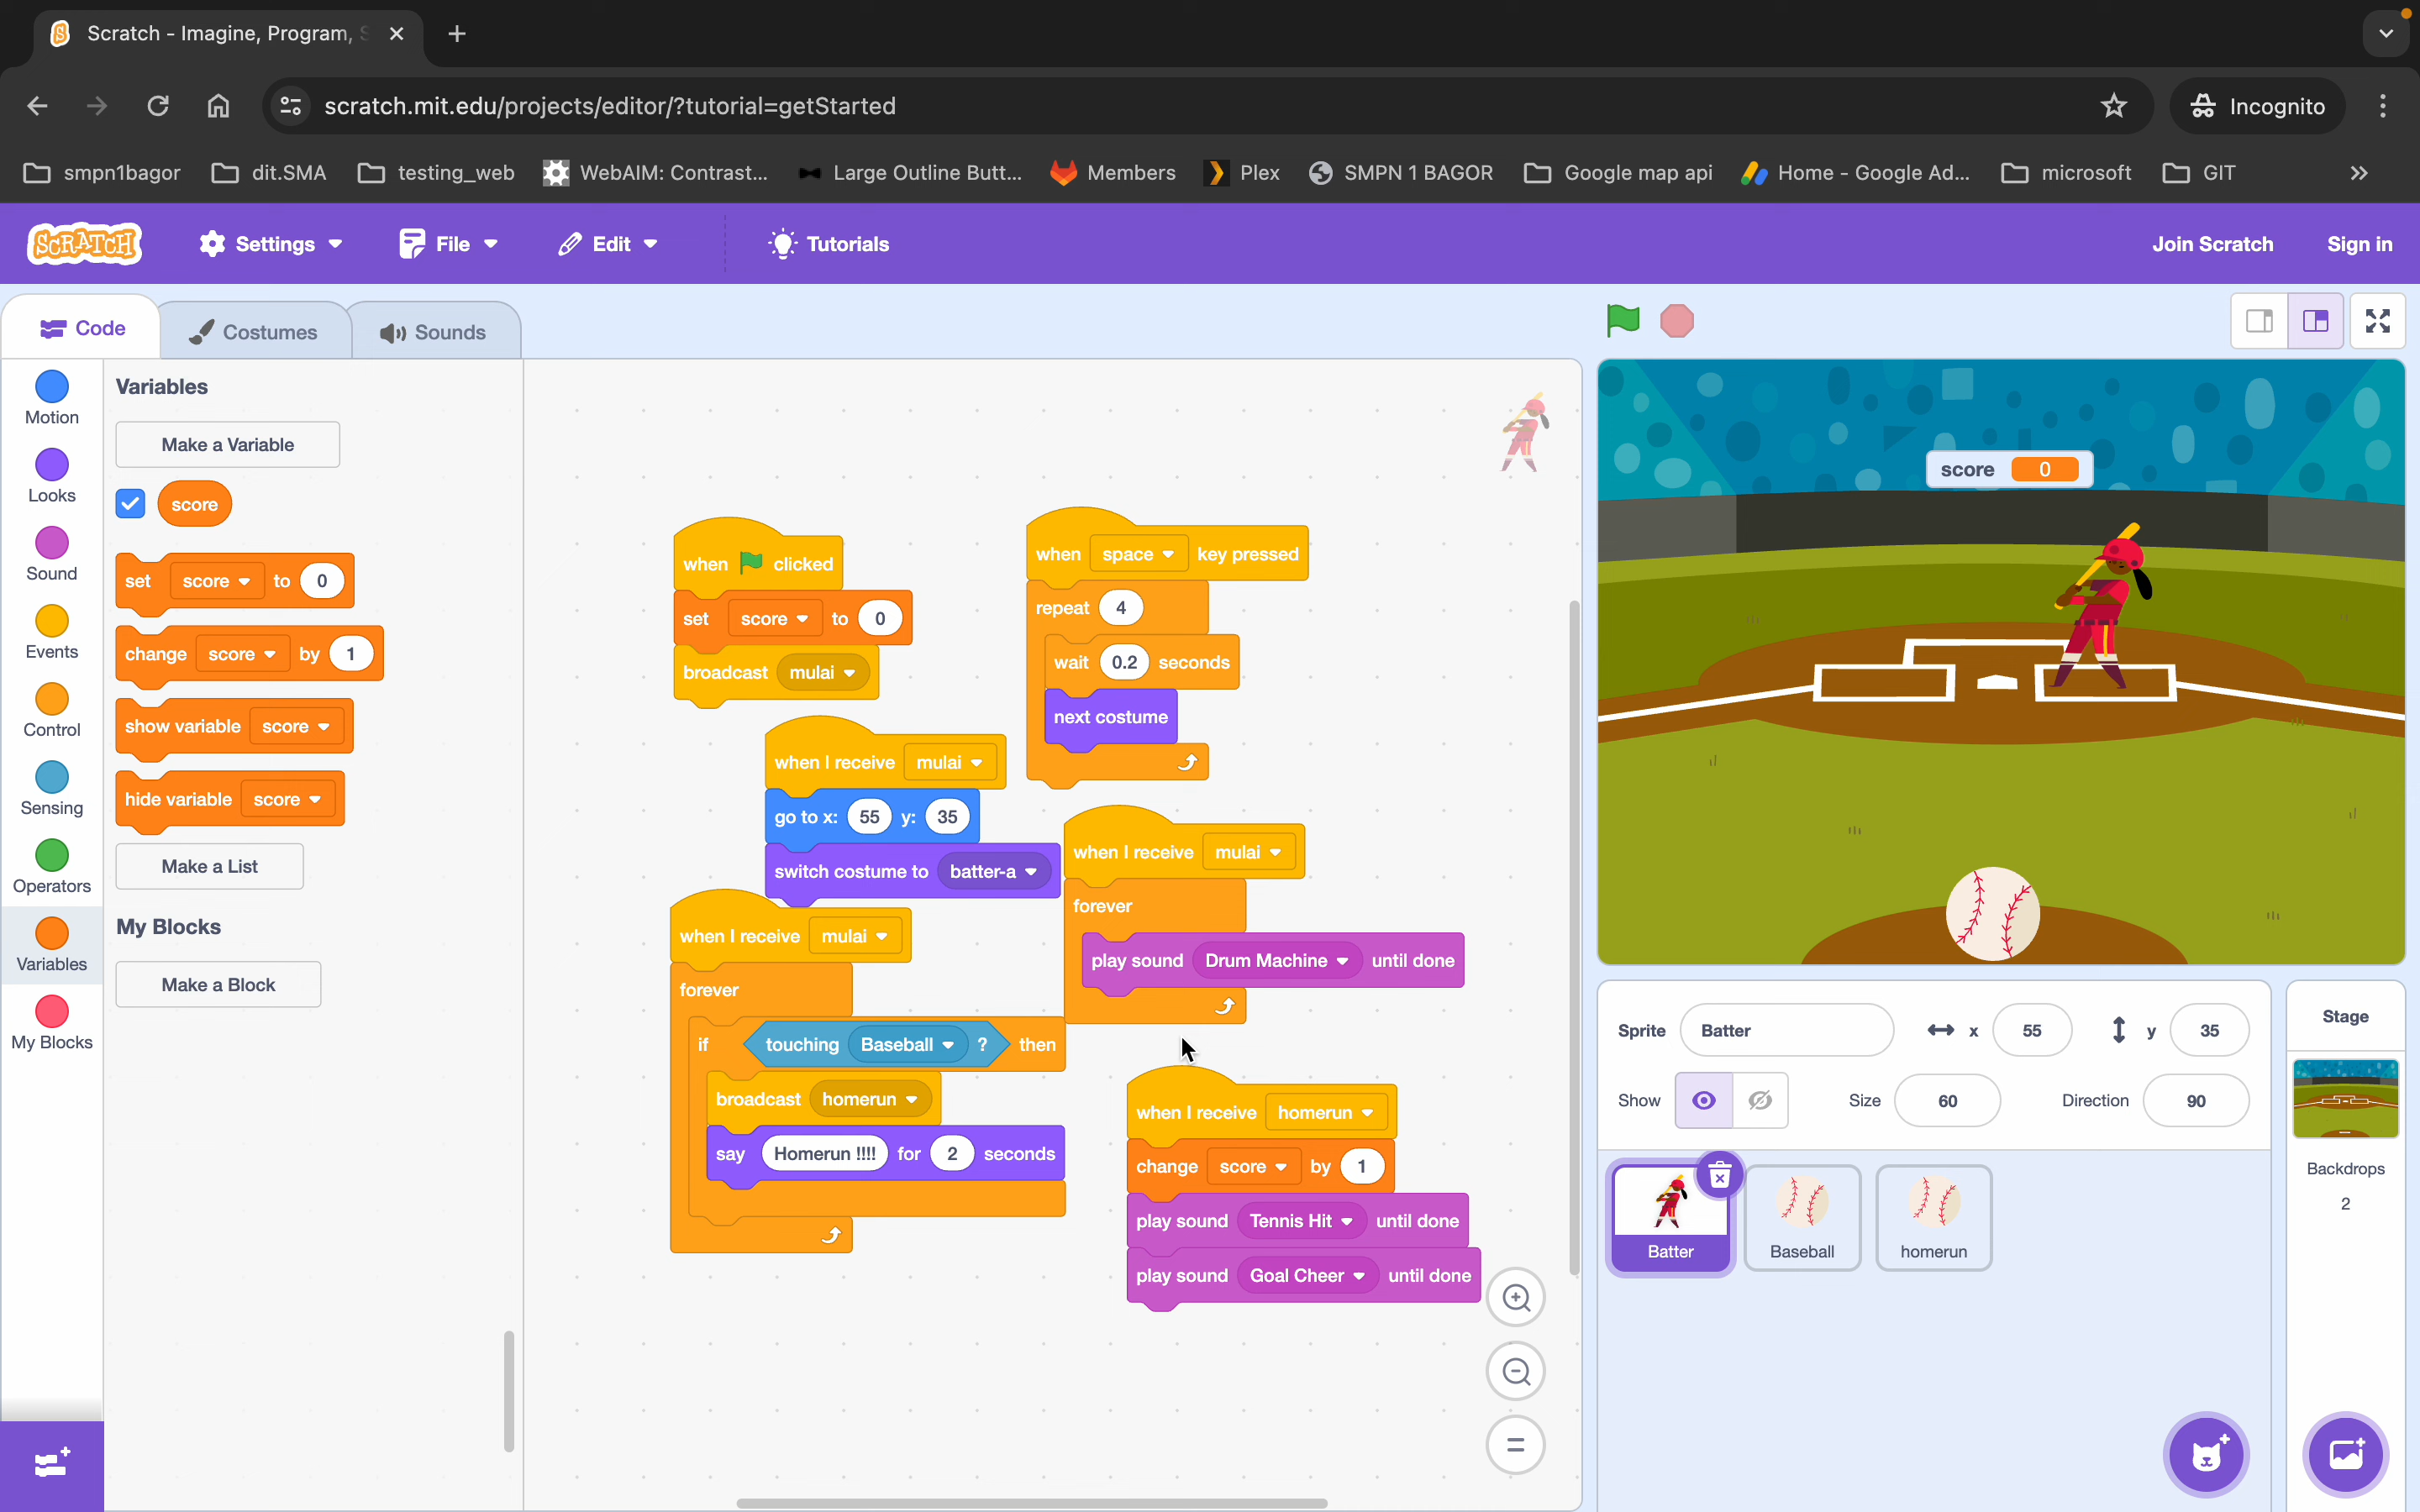 Scratch - Imagine, Program, S
scratch.mit.edu/projects/editor/?tutorial=getStarted
Incognito
smpn1bagor
dit.SMA
testing_web
WebAIM: Contrast...
Large Outline Butt...
Members
Plex
SMPN 1 BAGOR
Google map api
Home - Google Ad...
microsoft
GIT
SCRATCH
Settings
File
Edit
Tutorials
Join Scratch
Sign in
Code
Costumes
Sounds
Motion
Looks
Sound
Events
Control
Sensing
Operators
Variables
My Blocks
Variables
Make a Variable
score
set score to 0
change score by 1
show variable score
hide variable score
Make a List
My Blocks
Make a Block
when clicked
set score to 0
broadcast mulai
when space key pressed
repeat 4
wait 0.2 seconds
next costume
when I receive mulai
go to x: 55 y: 35
switch costume to batter-a
when I receive mulai
forever
play sound Drum Machine until done
when I receive mulai
forever
if touching Baseball ? then
broadcast homerun
say Homerun !!!! for 2 seconds
when I receive homerun
change score by 1
play sound Tennis Hit until done
play sound Goal Cheer until done
score 0
Sprite Batter x 55 y 35
Show Size 60 Direction 90
Batter
Baseball
homerun
Stage
Backdrops
2